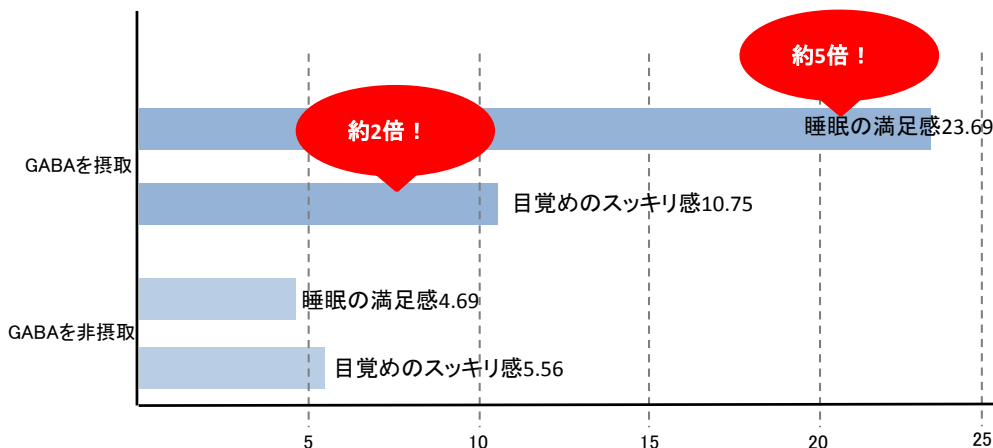 約5倍！
睡眠の満足感23.69
約2倍！
GABAを摂取
目覚めのスッキリ感10.75
睡眠の満足感4.69
GABAを非摂取
目覚めのスッキリ感5.56
5 10 15 20 25